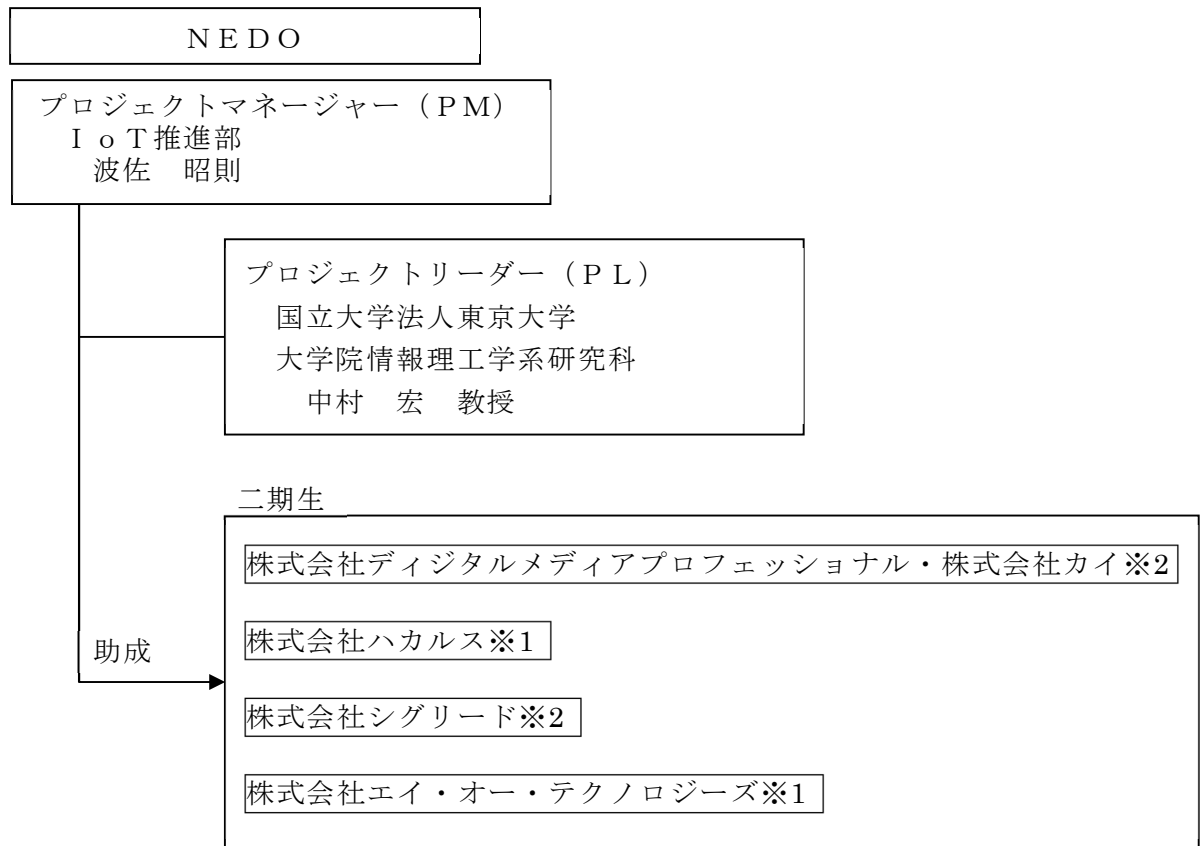 ＮＥＤＯ
プロジェクトマネージャー（ＰＭ）
ＩｏＴ推進部
波佐　昭則
プロジェクトリーダー（ＰＬ）
国立大学法人東京大学
大学院情報理工学系研究科
中村　宏　教授
二期生
株式会社ディジタルメディアプロフェッショナル・株式会社カイ※2
助成
株式会社ハカルス※1
株式会社シグリード※2
株式会社エイ・オー・テクノロジーズ※1